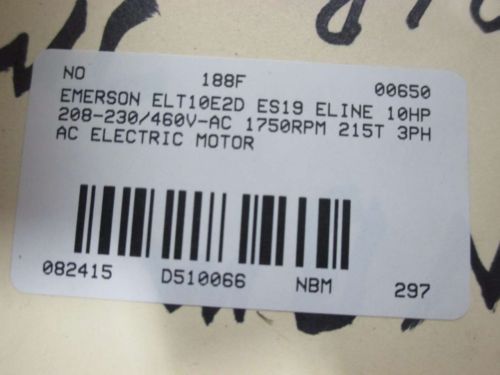 NO 188F 00650
EMERSON ELT10E2D ES19 ELINE 10HP
208-230/460V-AC 1750RPM 215T 3PH
AC ELECTRIC MOTOR
082415 D510066 NBM 297